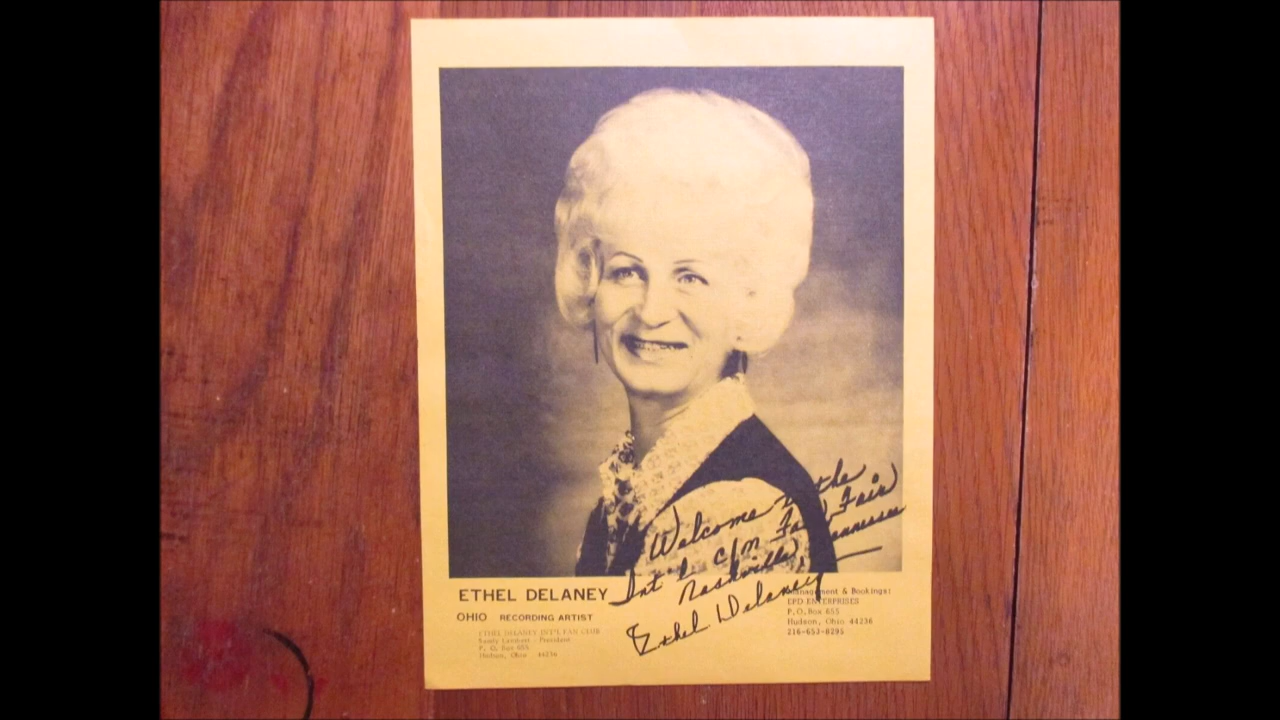 Welcome to the
Int'l c/m Fan Fair
Nashville, Tennessee
Ethel Delaney
ETHEL DELANEY
OHIO RECORDING ARTIST
ETHEL DELANEY INT'L FAN CLUB
President
P. O. Box 655
Hudson, Ohio 44236
Management & Bookings:
EPD ENTERPRISES
P.O.Box 655
Hudson, Ohio 44236
216-653-8295